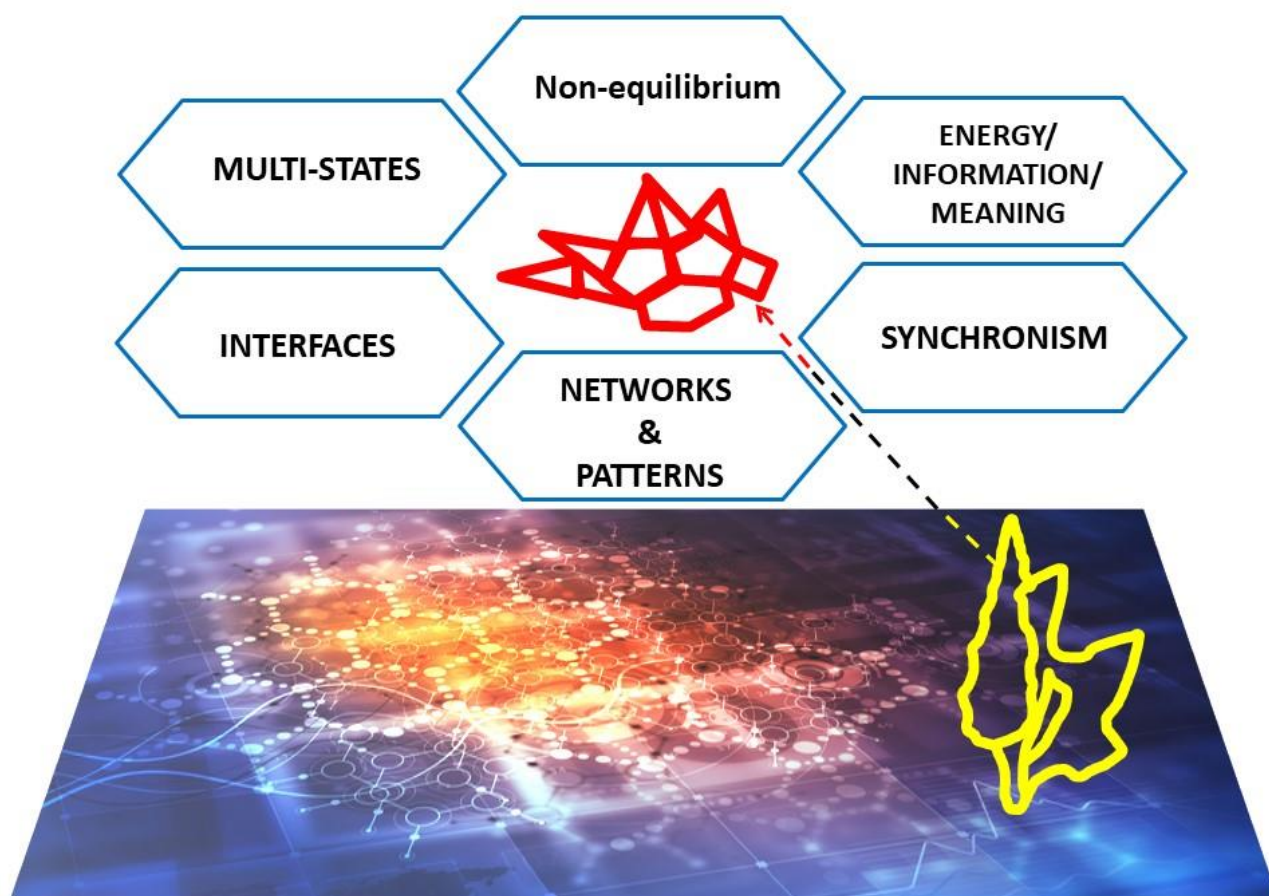 Non-equilibrium
MULTI-STATES
ENERGY/
INFORMATION/
MEANING
INTERFACES
SYNCHRONISM
NETWORKS
&
PATTERNS